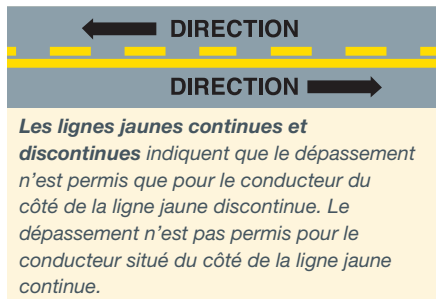 DIRECTION
DIRECTION
Les lignes jaunes continues et
discontinues indiquent que le dépassement
n'est permis que pour le conducteur du
côté de la ligne jaune discontinue. Le
dépassement n'est pas permis pour le
conducteur situé du côté de la ligne jaune
continue.